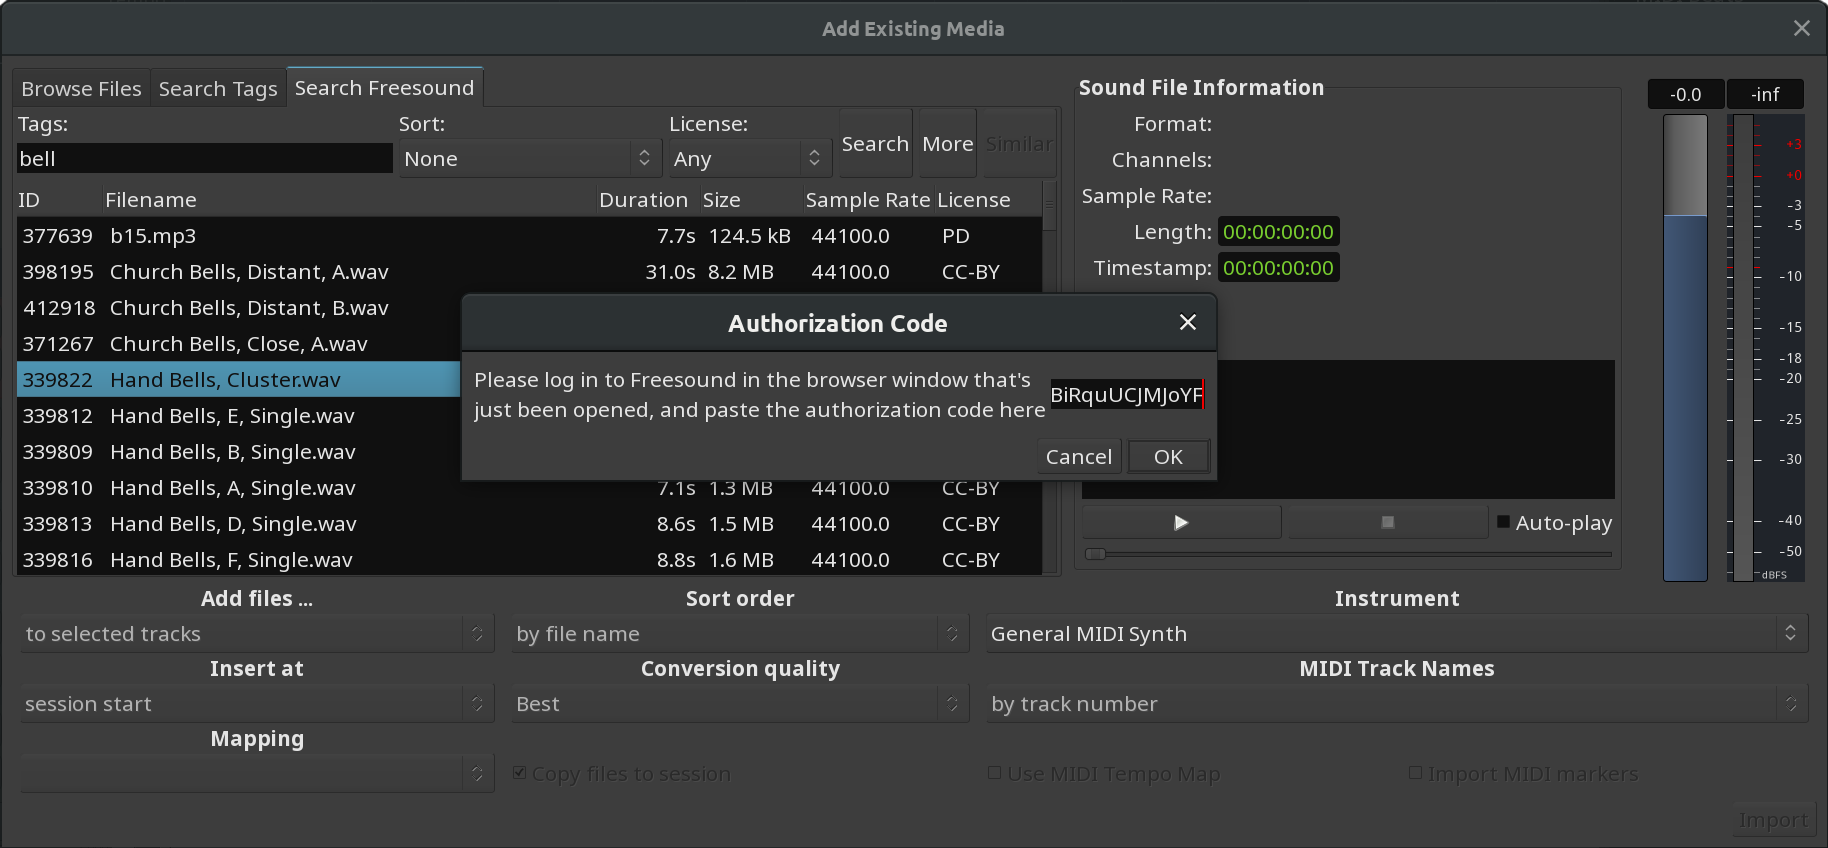 Add Existing Media
Browse Files Search Tags Search Freesound
Tags: Sort: License:
bell None Any Search More Similar
ID Filename Duration Size Sample Rate License
377639 b15.mp3 7.7s 124.5 kB 44100.0 PD
398195 Church Bells, Distant, A.wav 31.0s 8.2 MB 44100.0 CC-BY
412918 Church Bells, Distant, B.wav
371267 Church Bells, Close, A.wav
339822 Hand Bells, Cluster.wav
339812 Hand Bells, E, Single.wav
339809 Hand Bells, B, Single.wav
339810 Hand Bells, A, Single.wav 7.1s 1.3 MB 44100.0 CC-BY
339813 Hand Bells, D, Single.wav 8.6s 1.5 MB 44100.0 CC-BY
339816 Hand Bells, F, Single.wav 8.8s 1.6 MB 44100.0 CC-BY
Authorization Code
Please log in to Freesound in the browser window that's
just been opened, and paste the authorization code here
BiRquUCJMJoYF
Cancel OK
Sound File Information
Format:
Channels:
Sample Rate:
Length: 00:00:00:00
Timestamp: 00:00:00:00
Auto-play
-0.0 -inf
+3
+0
-3
-5
-10
-15
-18
-20
-25
-30
-40
-50
dBFS
Add files ... Sort order Instrument
to selected tracks by file name General MIDI Synth
Insert at Conversion quality MIDI Track Names
session start Best by track number
Mapping
Copy files to session Use MIDI Tempo Map Import MIDI markers
Import